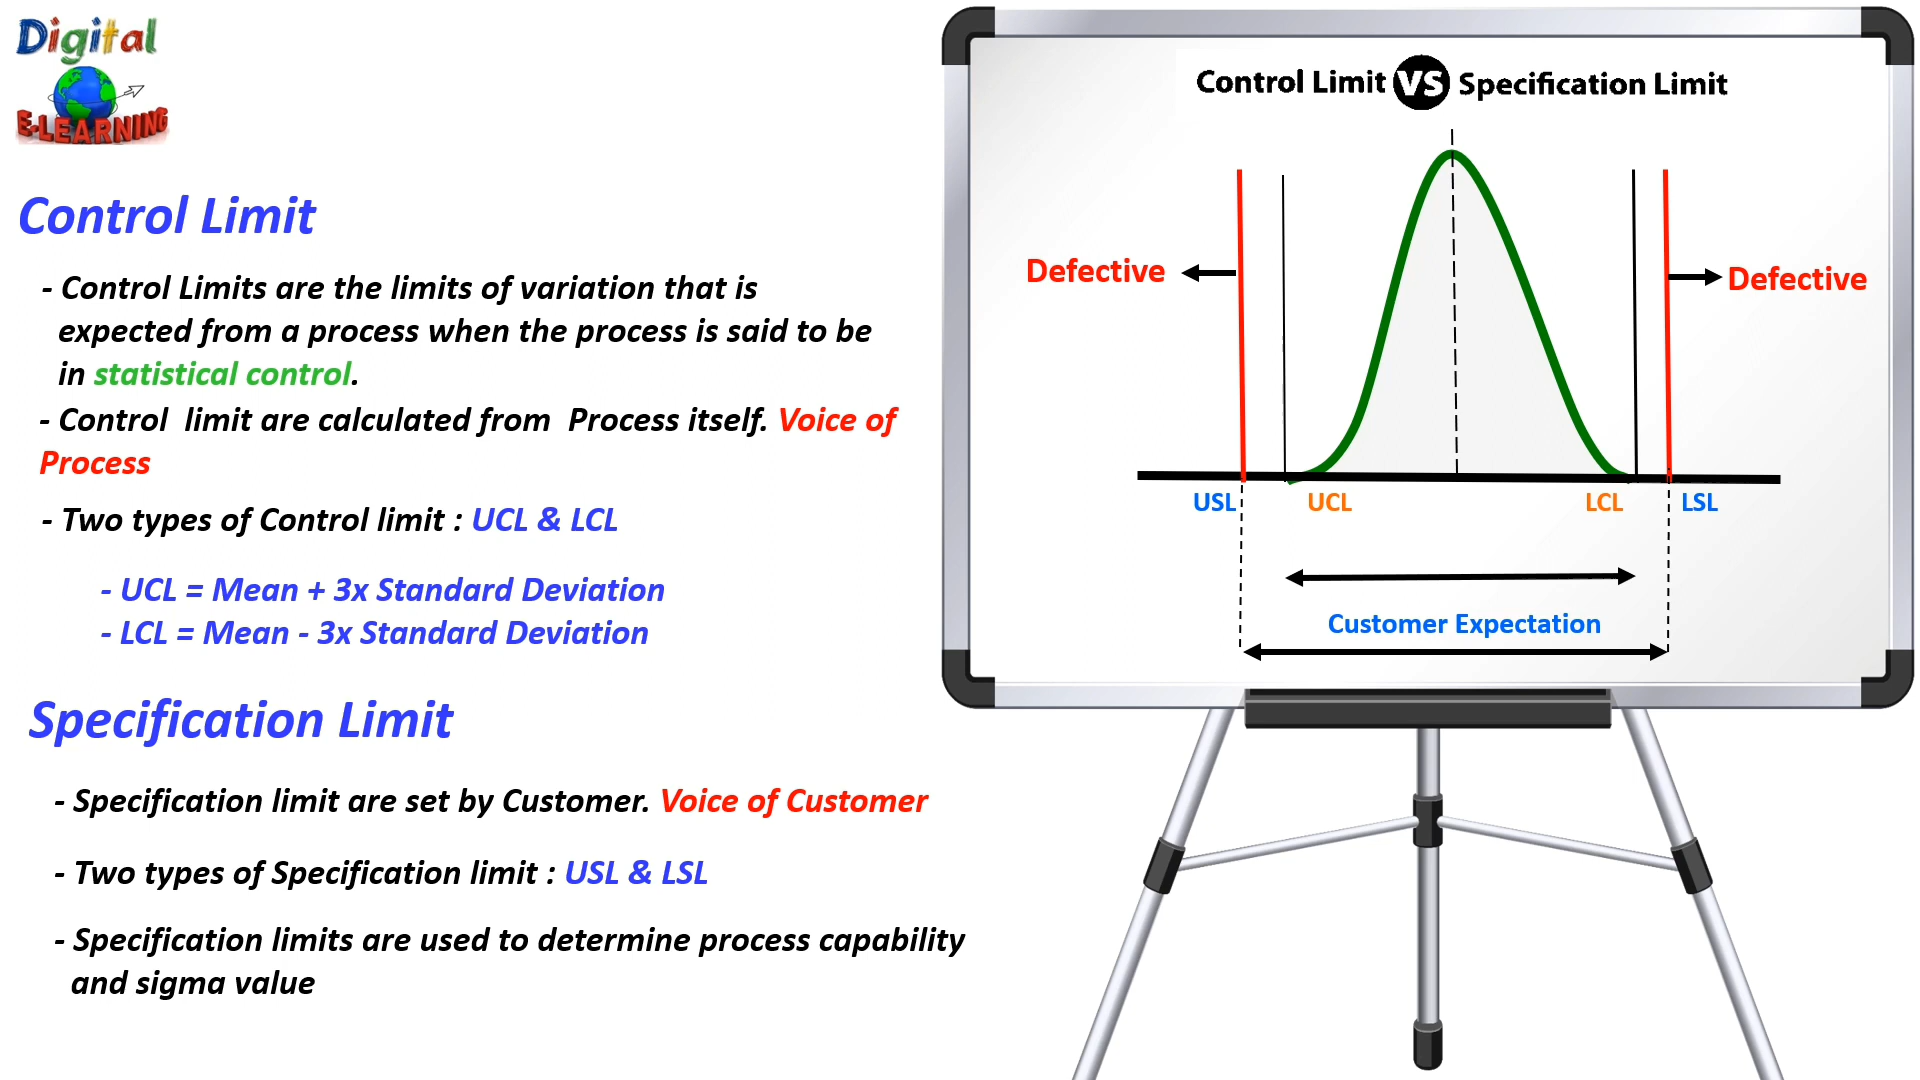 Digital
E-LEARNING
Control Limit
- Control Limits are the limits of variation that is
expected from a process when the process is said to be
in statistical control.
- Control limit are calculated from Process itself. Voice of
Process
- Two types of Control limit : UCL & LCL
- UCL = Mean + 3x Standard Deviation
- LCL = Mean - 3x Standard Deviation
Specification Limit
- Specification limit are set by Customer. Voice of Customer
- Two types of Specification limit : USL & LSL
- Specification limits are used to determine process capability
and sigma value
Control Limit VS Specification Limit
Defective
Defective
USL UCL LCL LSL
Customer Expectation